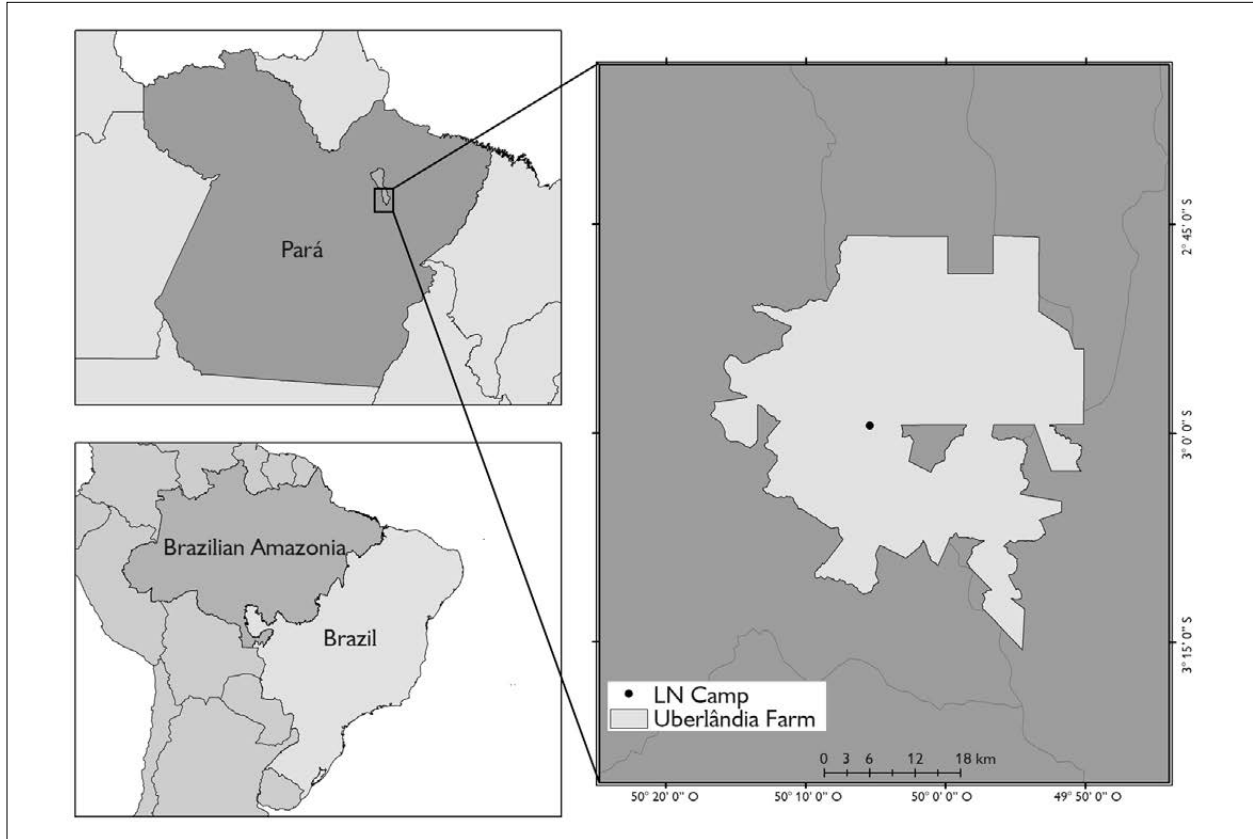 Pará
Brazilian Amazonia
Brazil
2° 45' 0" S
3° 0' 0" S
3° 15' 0" S
LN Camp
Uberlândia Farm
0 3 6 12 18 km
50° 20' 0" O
50° 10' 0" O
50° 0' 0" O
49° 50' 0" O